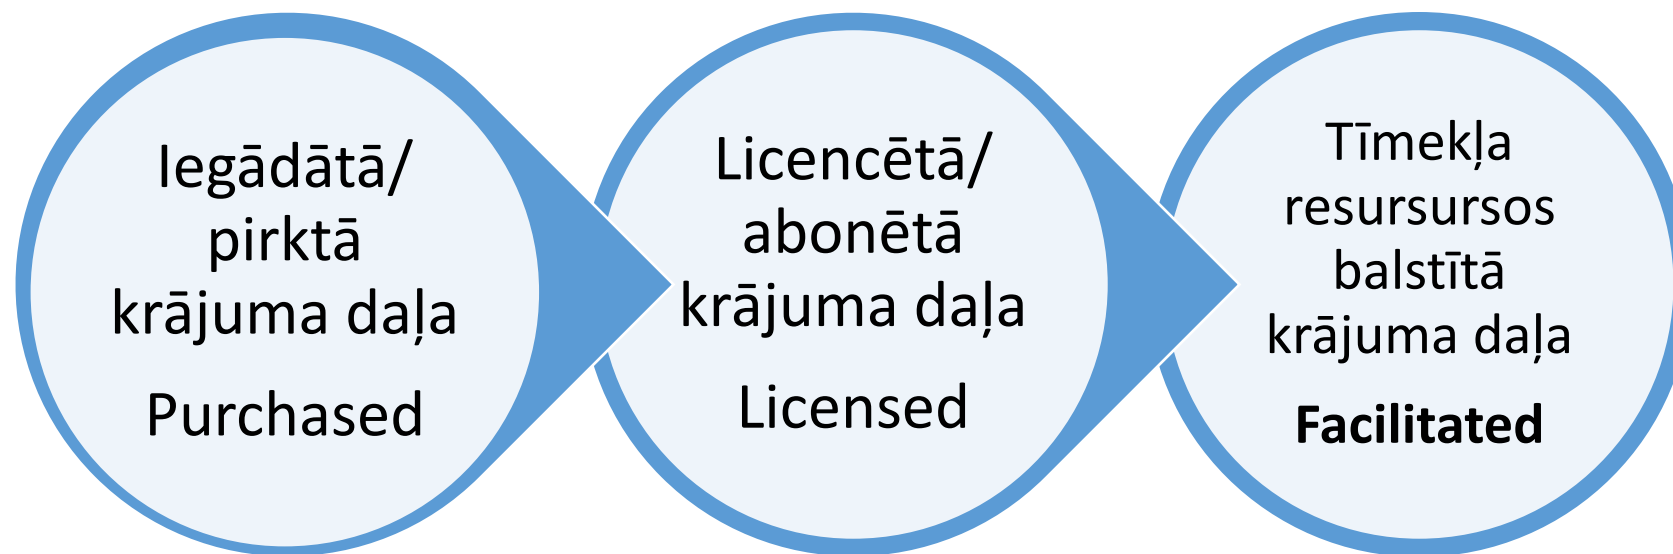 Iegādātā/
pirktā
krājuma daļa
Purchased
Licencētā/
abonētā
krājuma daļa
Licensed
Tīmekļa
resursursos
balstītā
krājuma daļa
Facilitated